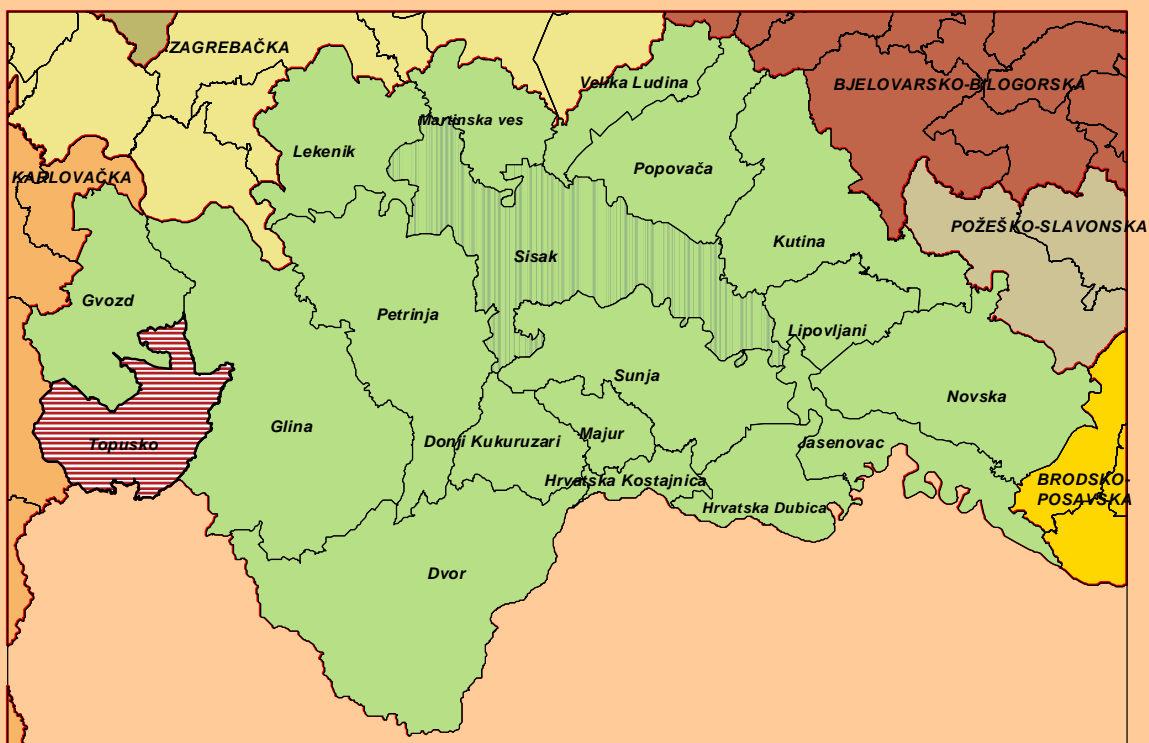 ZAGREBAČKA
Velika Ludina
BJELOVARSKO-BILOGORSKA
Martinska ves
Lekenik
Popovača
KARLOVAČKA
POŽEŠKO-SLAVONSKA
Kutina
Sisak
Gvozd
Petrinja
Lipovljani
Sunja
Novska
Glina
Majur
Topusko
Donji Kukuruzari
Jasenovac
Hrvatska Kostajnica
BRODSKO-
POSAVSKA
Hrvatska Dubica
Dvor